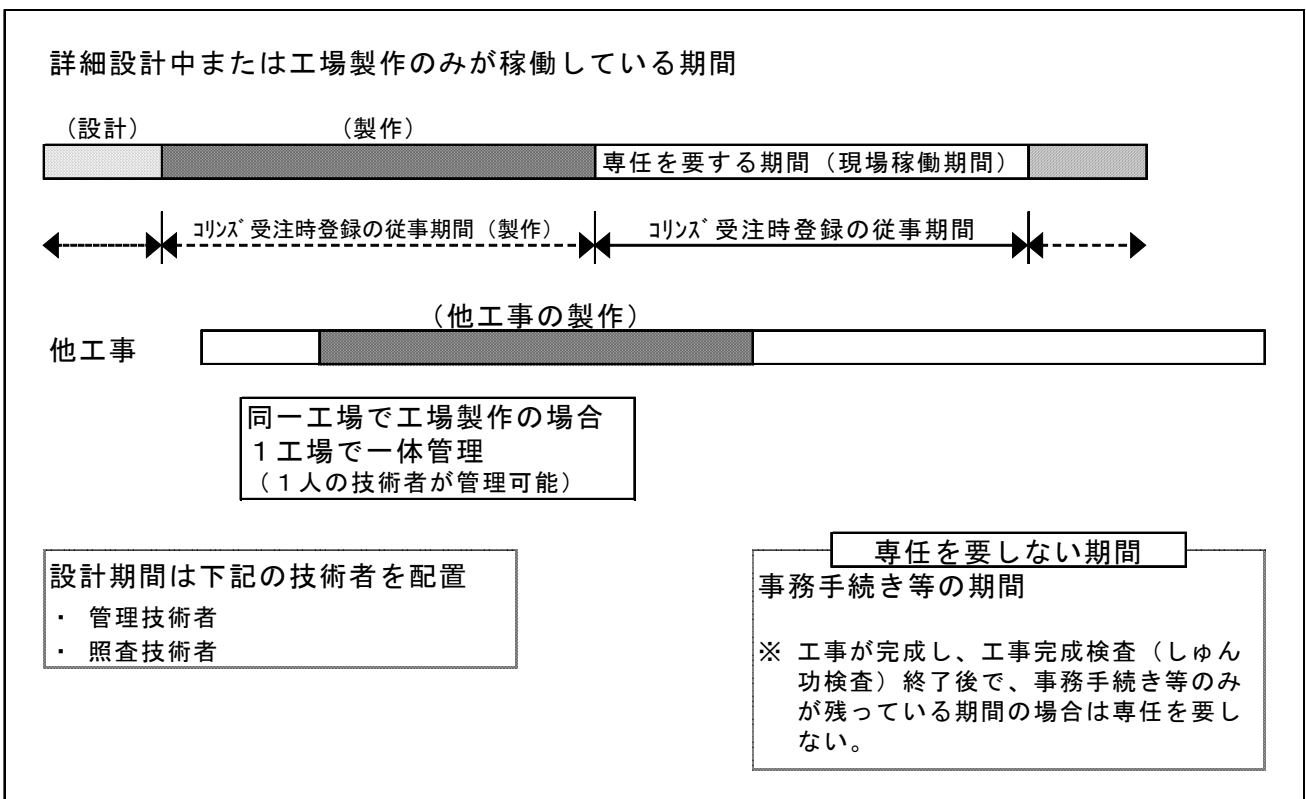 詳細設計中または工場製作のみが稼働している期間
（設計）
（製作）
専任を要する期間（現場稼働期間）
ｺﾘﾝｽﾞ受注時登録の従事期間（製作）
ｺﾘﾝｽﾞ受注時登録の従事期間
（他工事の製作）
他工事
同一工場で工場製作の場合
１工場で一体管理
（１人の技術者が管理可能）
設計期間は下記の技術者を配置
・ 管理技術者
・ 照査技術者
専任を要しない期間
事務手続き等の期間
※ 工事が完成し、工事完成検査（しゅん
功検査）終了後で、事務手続き等のみ
が残っている期間の場合は専任を要し
ない。